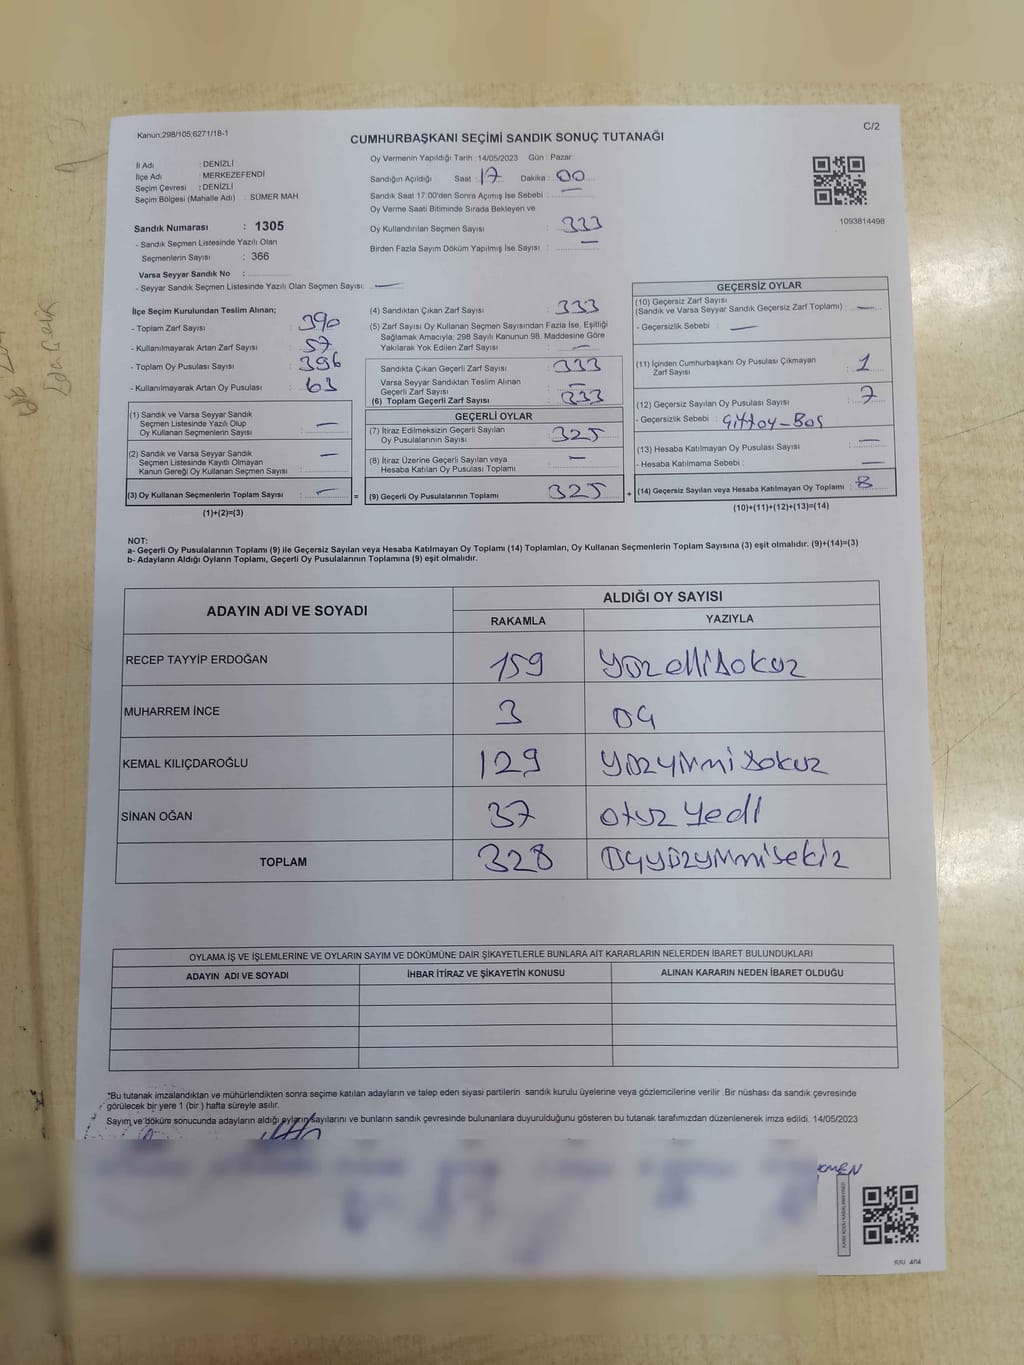 Kanun;298/105;6271/18-1
C/2
CUMHURBAŞKANI SEÇİMİ SANDIK SONUÇ TUTANAĞI
İl Adı : DENİZLİ
İlçe Adı : MERKEZEFENDİ
Seçim Çevresi : DENİZLİ
Seçim Bölgesi (Mahalle Adı) : SÜMER MAH
Sandık Numarası : 1305
- Sandık Seçmen Listesinde Yazılı Olan
Seçmenlerin Sayısı : 366
Varsa Seyyar Sandık No :
- Seyyar Sandık Seçmen Listesinde Yazılı Olan Seçmen Sayısı: —
Oy Vermenin Yapıldığı Tarih :14/05/2023 Gün : Pazar
Sandığın Açıldığı Saat : 17 Dakika : 00
Sandık Saat 17.00'den Sonra Açılmış İse Sebebi : —
Oy Verme Saati Bitiminde Sırada Bekleyen ve
Oy Kullandırılan Seçmen Sayısı : 333
Birden Fazla Sayım Döküm Yapılmış İse Sayısı : —
1093814498
İlçe Seçim Kurulundan Teslim Alınan;
- Toplam Zarf Sayısı : 390
- Kullanılmayarak Artan Zarf Sayısı : 57
- Toplam Oy Pusulası Sayısı : 396
- Kullanılmayarak Artan Oy Pusulası : 63
(1) Sandık ve Varsa Seyyar Sandık
Seçmen Listesinde Yazılı Olup
Oy Kullanan Seçmenlerin Sayısı : —
(2) Sandık ve Varsa Seyyar Sandık
Seçmen Listesinde Kayıtlı Olmayan
Kanun Gereği Oy Kullanan Seçmen Sayısı : —
(3) Oy Kullanan Seçmenlerin Toplam Sayısı : —
(1)+(2)=(3)
(4) Sandıktan Çıkan Zarf Sayısı : 333
(5) Zarf Sayısı Oy Kullanan Seçmen Sayısından Fazla İse, Eşitliği
Sağlamak Amacıyla; 298 Sayılı Kanunun 98. Maddesine Göre
Yakılarak Yok Edilen Zarf Sayısı : —
Sandıkta Çıkan Geçerli Zarf Sayısı : 333
Varsa Seyyar Sandıktan Teslim Alınan
Geçerli Zarf Sayısı : —
(6) Toplam Geçerli Zarf Sayısı : 333
GEÇERLİ OYLAR
(7) İtiraz Edilmeksizin Geçerli Sayılan
Oy Pusulalarının Sayısı : 325
(8) İtiraz Üzerine Geçerli Sayılan veya
Hesaba Katılan Oy Pusulası Toplamı : —
= (9) Geçerli Oy Pusulalarının Toplamı : 325 +
GEÇERSİZ OYLAR
(10) Geçersiz Zarf Sayısı
(Sandık ve Varsa Seyyar Sandık Geçersiz Zarf Toplamı) : —
- Geçersizlik Sebebi : —
(11) İçinden Cumhurbaşkanı Oy Pusulası Çıkmayan
Zarf Sayısı : 1
(12) Geçersiz Sayılan Oy Pusulası Sayısı : 7
- Geçersizlik Sebebi : Çift oy - Boş
(13) Hesaba Katılmayan Oy Pusulası Sayısı : —
- Hesaba Katılmama Sebebi : —
(14) Geçersiz Sayılan veya Hesaba Katılmayan Oy Toplamı : 8
(10)+(11)+(12)+(13)=(14)
NOT:
a- Geçerli Oy Pusulalarının Toplamı (9) ile Geçersiz Sayılan veya Hesaba Katılmayan Oy Toplamı (14) Toplamları, Oy Kullanan Seçmenlerin Toplam Sayısına (3) eşit olmalıdır. (9)+(14)=(3)
b- Adayların Aldığı Oyların Toplamı, Geçerli Oy Pusulalarının Toplamına (9) eşit olmalıdır.
ADAYIN ADI VE SOYADI
ALDIĞI OY SAYISI
RAKAMLA YAZIYLA
RECEP TAYYİP ERDOĞAN 159 yüz elli dokuz
MUHARREM İNCE 3 üç
KEMAL KILIÇDAROĞLU 129 yüzyirmi dokuz
SİNAN OĞAN 37 otuz yedi
TOPLAM 328 üçyüzyirmi sekiz
OYLAMA İŞ VE İŞLEMLERİNE VE OYLARIN SAYIM VE DÖKÜMÜNE DAİR ŞİKAYETLERLE BUNLARA AİT KARARLARIN NELERDEN İBARET BULUNDUKLARI
ADAYIN ADI VE SOYADI İHBAR İTİRAZ VE ŞİKAYETİN KONUSU ALINAN KARARIN NEDEN İBARET OLDUĞU
*Bu tutanak imzalandıktan ve mühürlendikten sonra seçime katılan adayların ve talep eden siyasi partilerin sandık kurulu üyelerine veya gözlemcilerine verilir .Bir nüshası da sandık çevresinde
görülecek bir yere 1 (bir ) hafta süreyle asılır.
Sayım ve döküm sonucunda adayların aldığı oyların sayılarını ve bunların sandık çevresinde bulunanlara duyurulduğunu gösteren bu tutanak tarafımızdan düzenlenerek imza edildi. 14/05/2023